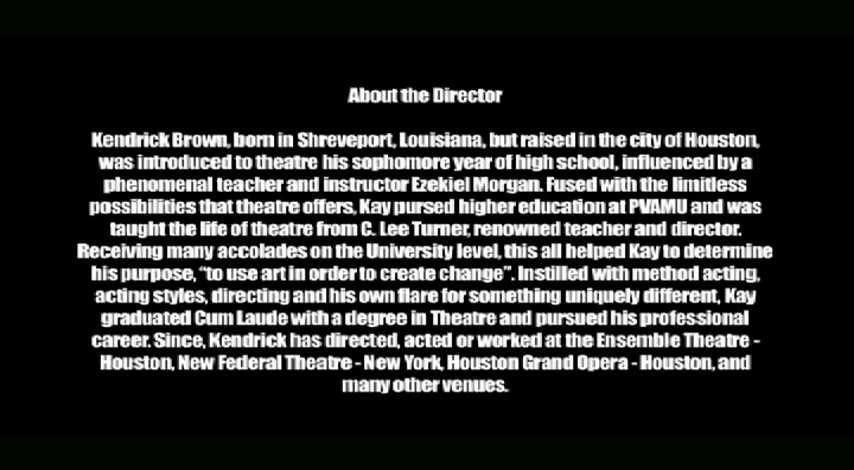 About the Director
Kendrick Brown, born in Shreveport, Louisiana, but raised in the city of Houston,
was introduced to theatre his sophomore year of high school, influenced by a
phenomenal teacher and instructor Ezekiel Morgan. Fused with the limitless
possibilities that theatre offers, Kay pursed higher education at PVAMU and was
taught the life of theatre from C. Lee Turner, renowned teacher and director.
Receiving many accolades on the University level, this all helped Kay to determine
his purpose, “to use art in order to create change”. Instilled with method acting,
acting styles, directing and his own flare for something uniquely different, Kay
graduated Cum Laude with a degree in Theatre and pursued his professional
career. Since, Kendrick has directed, acted or worked at the Ensemble Theatre -
Houston, New Federal Theatre - New York, Houston Grand Opera - Houston, and
many other venues.